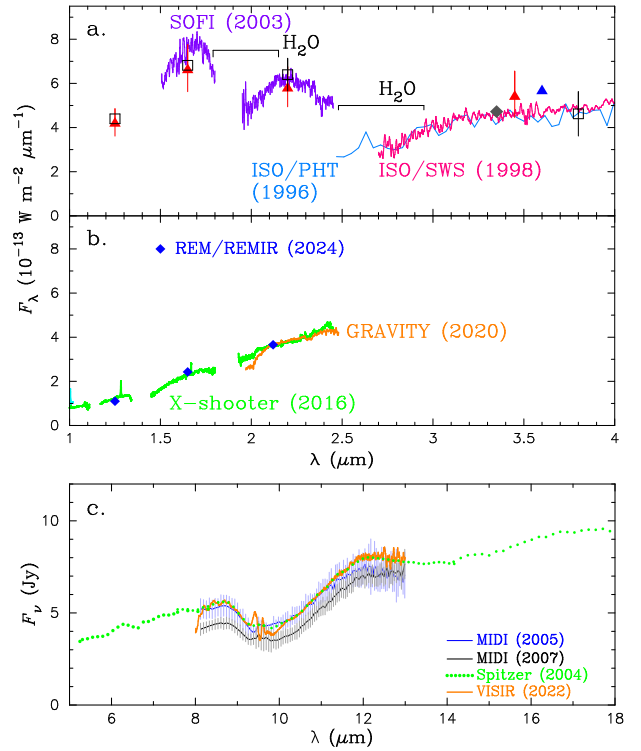 a.
SOFI (2003)
H₂O
8
6
H₂O
4
ISO/PHT
(1996)
ISO/SWS (1998)
2
0
F_λ (10⁻¹³ W m⁻² μm⁻¹)
b.
8
REM/REMIR (2024)
6
4
GRAVITY (2020)
2
X-shooter (2016)
0
1 1.5 2 2.5 3 3.5 4
λ (μm)
c.
10
F_ν (Jy)
5
MIDI (2005)
MIDI (2007)
Spitzer (2004)
VISIR (2022)
0
6 8 10 12 14 16 18
λ (μm)